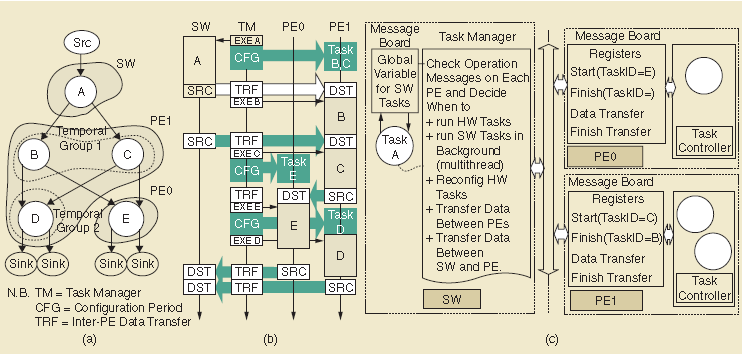 Src
SW
A
Temporal
Group 1
PE1
B
C
PE0
D
Temporal
Group 2
E
Sink
Sink
Sink
Sink
N.B. TM = Task Manager
CFG = Configuration Period
TRF = Inter-PE Data Transfer
(a)
SW
TM
PE0
PE1
EXE A
A
CFG
Task
B,C
SRC
TRF
DST
EXE B
B
SRC
TRF
DST
EXE C
CFG
Task
E
C
TRF
DST
SRC
EXE E
CFG
E
Task
D
EXE D
D
DST
TRF
SRC
DST
TRF
SRC
(b)
Message
Board
Global
Variable
for SW
Tasks
Task
A
Task Manager
Check Operation
Messages on Each
PE and Decide
When to
+ run HW Tasks
+ run SW Tasks in
Background
(multithread)
+ Reconfig HW
Tasks
+ Transfer Data
Between PEs
+ Transfer Data
Between
SW and PE.
SW
Message Board
Registers
Start(TaskID=E)
Finish(TaskID=)
Data Transfer
Finish Transfer
PE0
Task
Controller
Message Board
Registers
Start(TaskID=C)
Finish(TaskID=B)
Data Transfer
Finish Transfer
PE1
Task
Controller
(c)